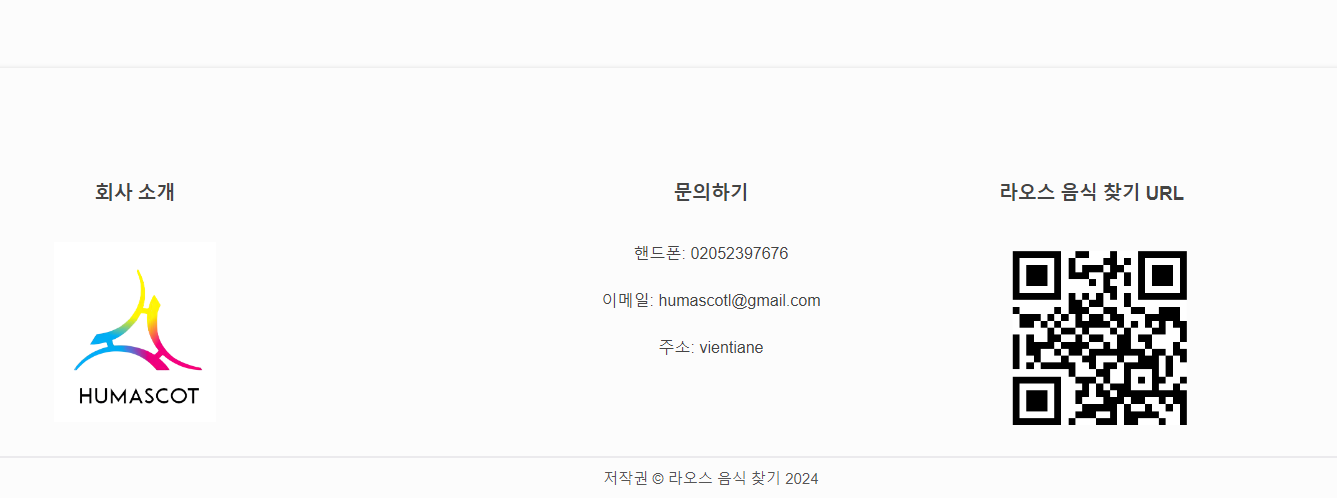 회사 소개
HUMASCOT
문의하기
핸드폰: 02052397676
이메일: humascotl@gmail.com
주소: vientiane
라오스 음식 찾기 URL
저작권 © 라오스 음식 찾기 2024